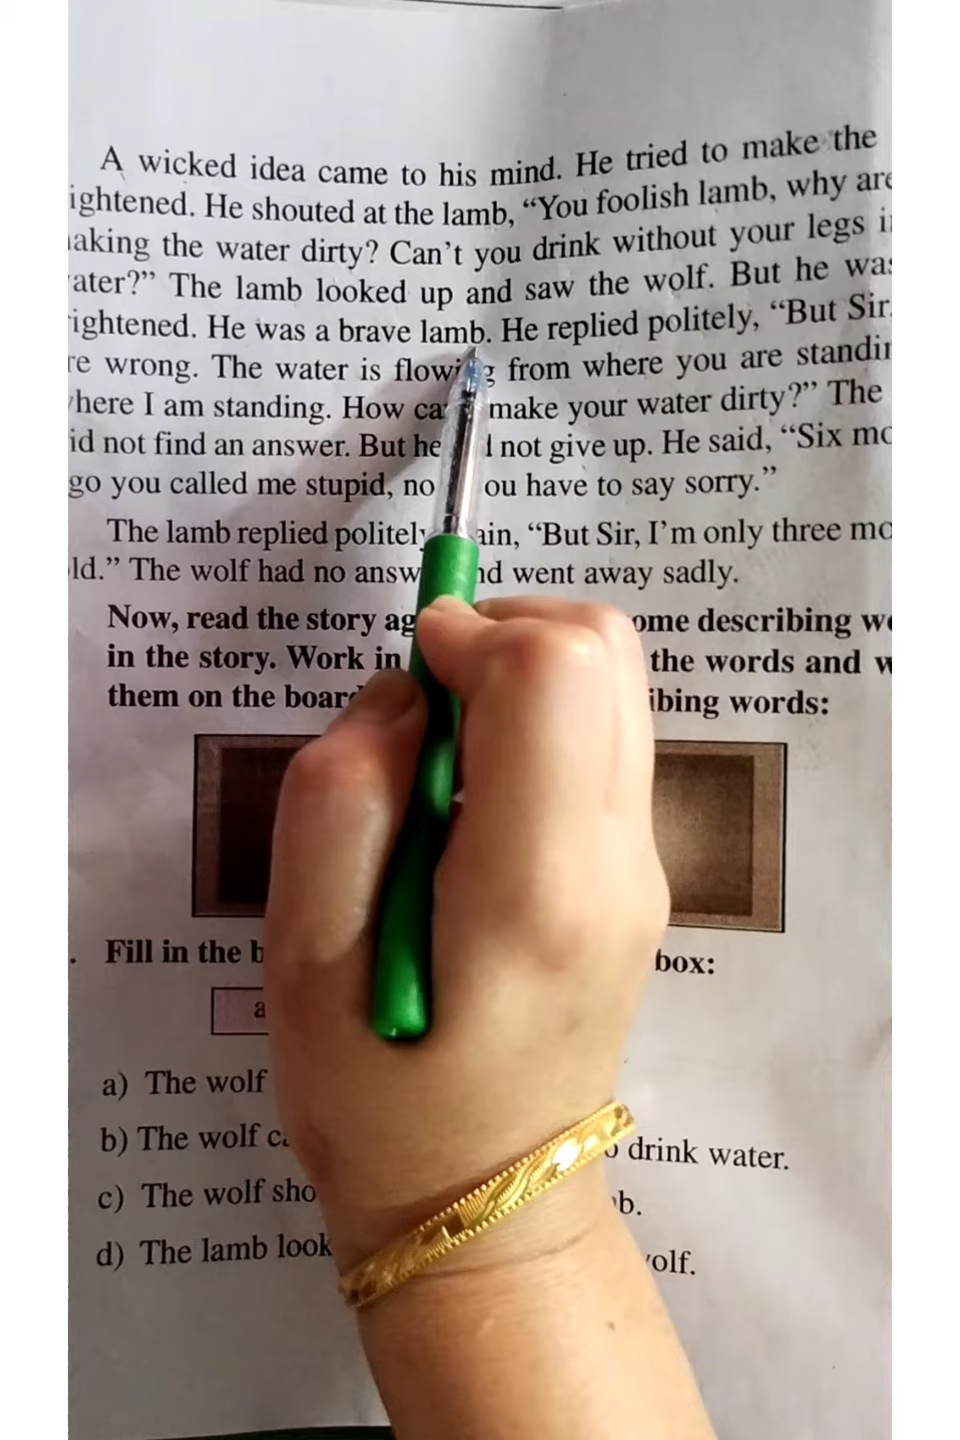 A wicked idea came to his mind. He tried to make the
ightened. He shouted at the lamb, “You foolish lamb, why are
aking the water dirty? Can’t you drink without your legs i
ater?” The lamb looked up and saw the wolf. But he was
ightened. He was a brave lamb. He replied politely, “But Sir,
re wrong. The water is flowi g from where you are standin
here I am standing. How ca make your water dirty?” The
id not find an answer. But he not give up. He said, “Six mo
go you called me stupid, no ou have to say sorry.”
The lamb replied politely ain, “But Sir, I’m only three mo
ld.” The wolf had no answ nd went away sadly.
Now, read the story ag ome describing w
in the story. Work in the words and w
them on the boar ibing words:
. Fill in the b box:
a
a) The wolf
b) The wolf ca o drink water.
c) The wolf sho b.
d) The lamb look olf.